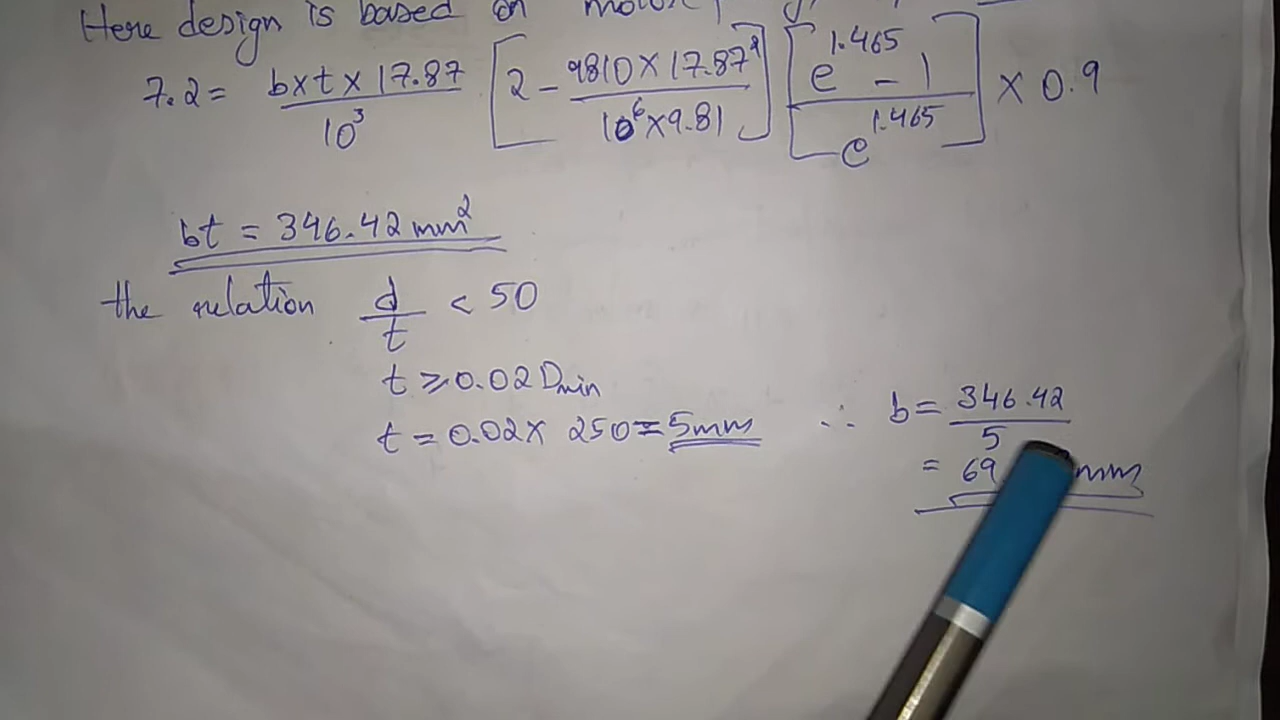 Here design is based on motor
7.2 = b×t×17.87/10³ [2 − 9810×17.87²/10⁶×9.81] [e^1.465 − 1/e^1.465] × 0.9
bt = 346.42 mm²
the relation d/t < 50
t ⩾ 0.02 Dmin
t = 0.02× 250 = 5mm ∴ b = 346.42/5
= 69 mm